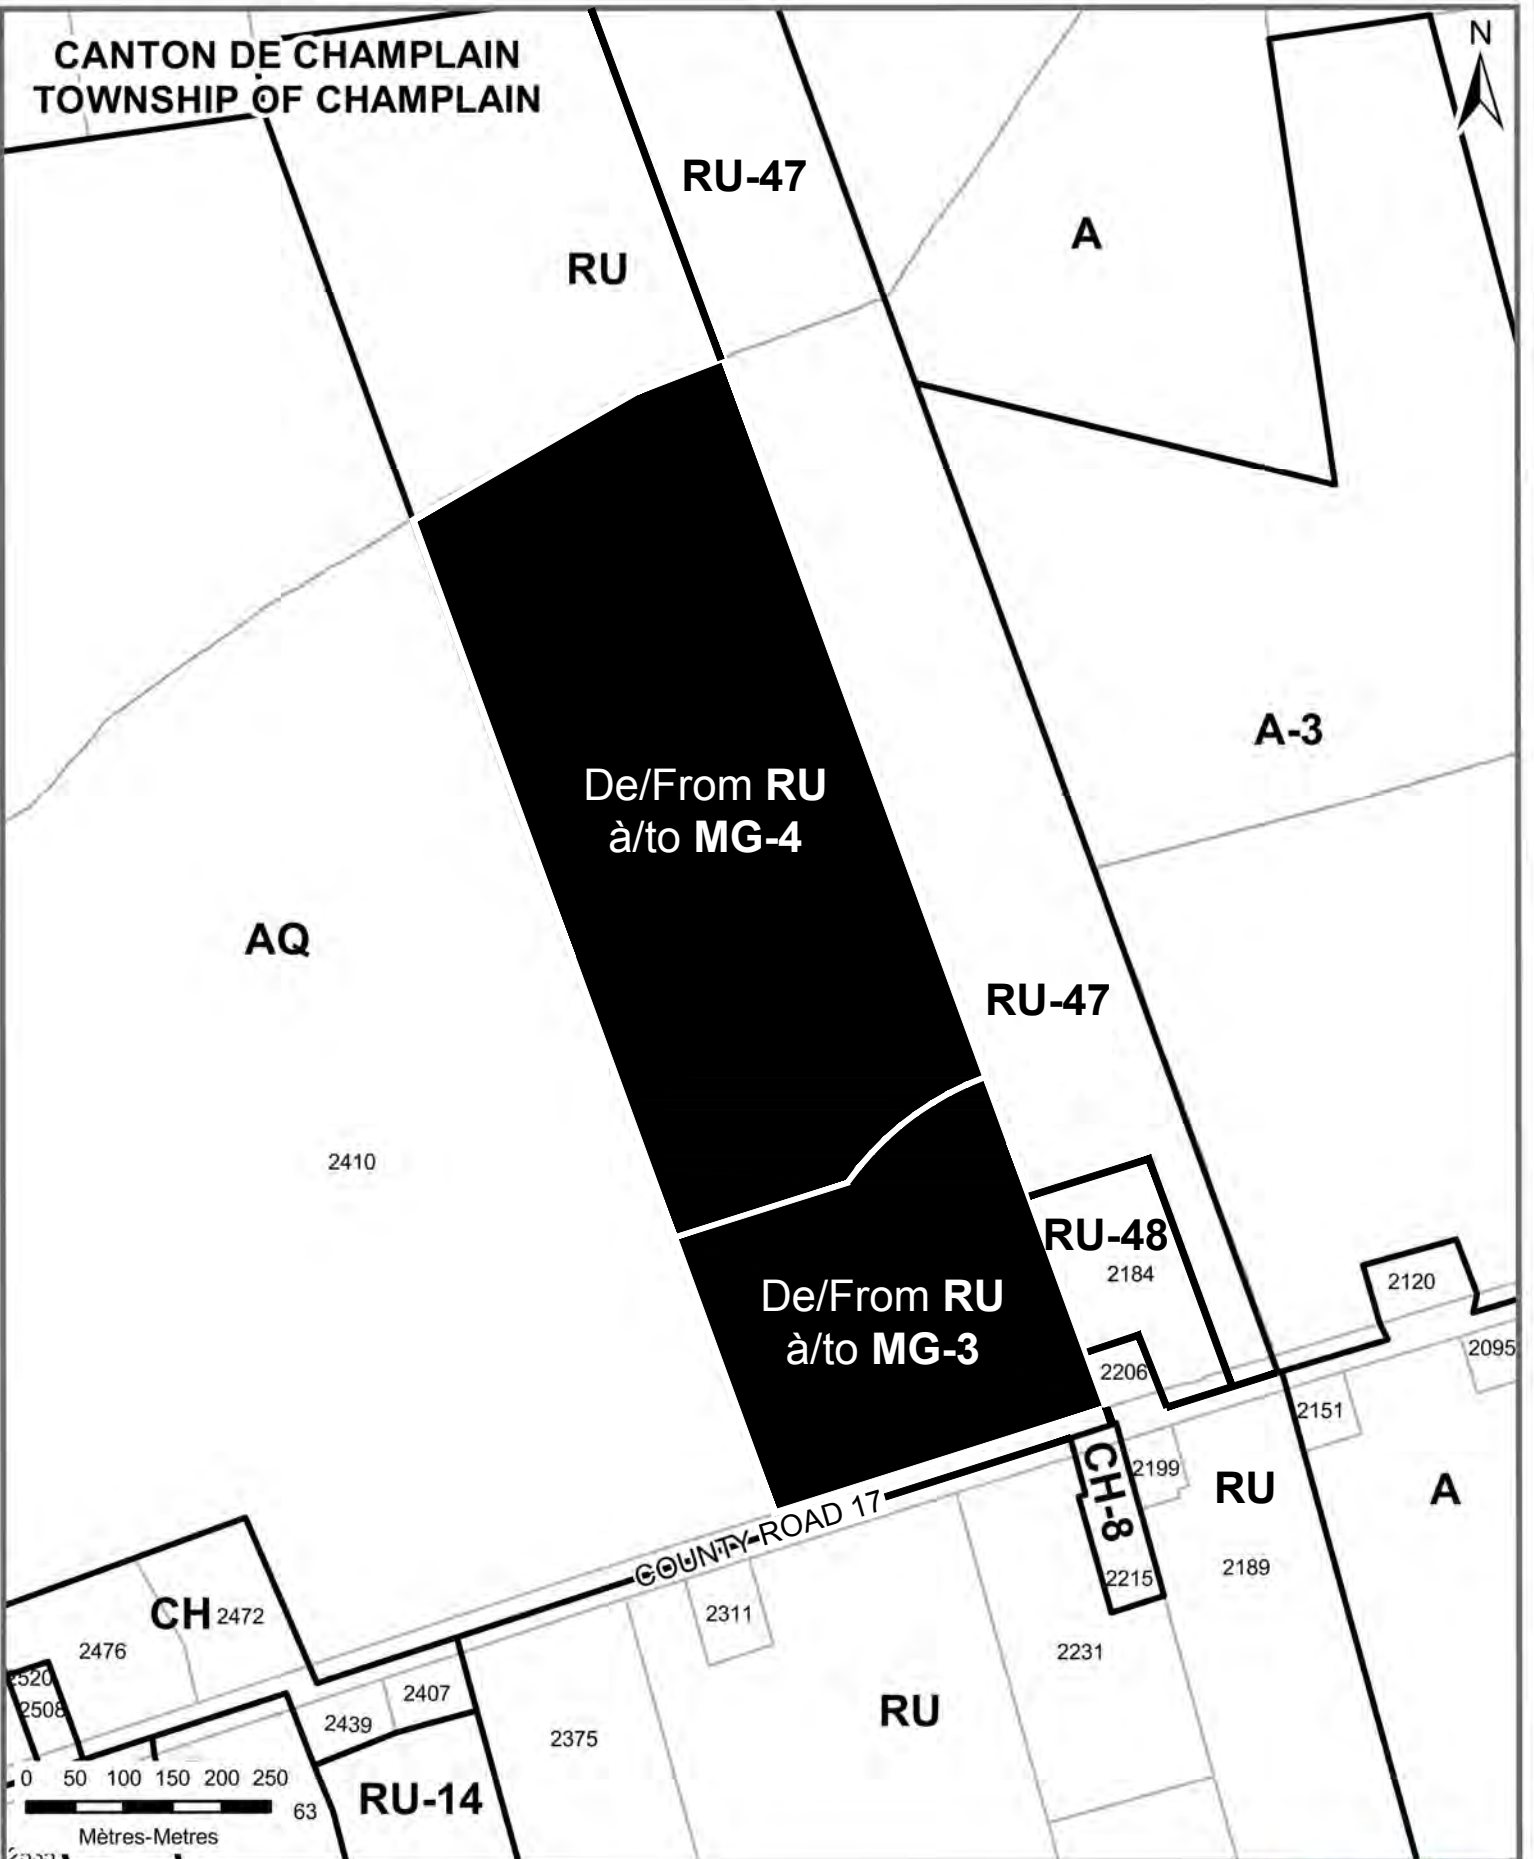 CANTON DE CHAMPLAIN
TOWNSHIP OF CHAMPLAIN
N
RU-47
A
RU
A-3
De/From RU
à/to MG-4
AQ
RU-47
2410
RU-48
2184
De/From RU
à/to MG-3
2120
2095
2206
2151
CH-8
2199
RU
A
COUNTY ROAD 17
2189
2215
2311
CH 2472
2476
2231
2520
2508
2407
2439
RU
2375
0 50 100 150 200 250
63
RU-14
Mètres-Metres